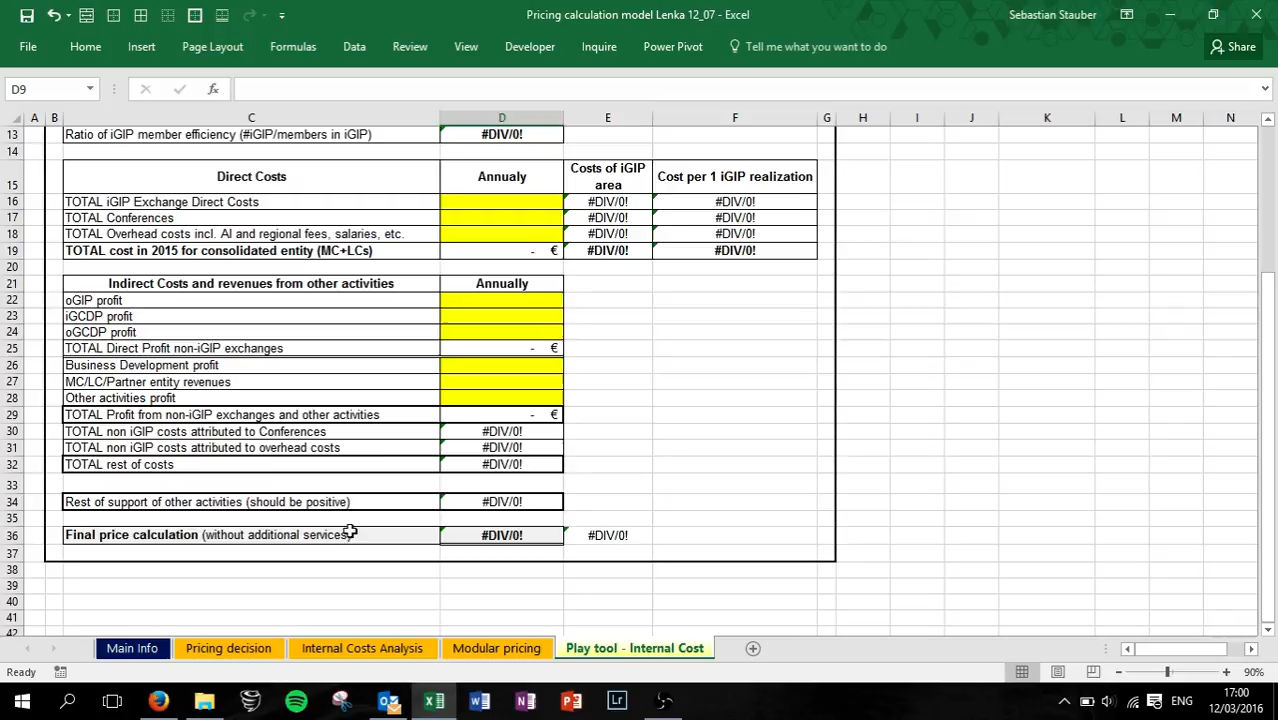 Pricing calculation model Lenka 12_07 - Excel
Sebastian Stauber
File Home Insert Page Layout Formulas Data Review View Developer Inquire Power Pivot Tell me what you want to do Share
D9 fx
A B C D E F G H I J K L M N
13 Ratio of iGIP member efficiency (#iGIP/members in iGIP) #DIV/0!
14
15 Direct Costs Annualy Costs of iGIP area Cost per 1 iGIP realization
16 TOTAL iGIP Exchange Direct Costs #DIV/0! #DIV/0!
17 TOTAL Conferences #DIV/0! #DIV/0!
18 TOTAL Overhead costs incl. AI and regional fees, salaries, etc. #DIV/0! #DIV/0!
19 TOTAL cost in 2015 for consolidated entity (MC+LCs) - € #DIV/0! #DIV/0!
20
21 Indirect Costs and revenues from other activities Annually
22 oGIP profit
23 iGCDP profit
24 oGCDP profit
25 TOTAL Direct Profit non-iGIP exchanges - €
26 Business Development profit
27 MC/LC/Partner entity revenues
28 Other activities profit
29 TOTAL Profit from non-iGIP exchanges and other activities - €
30 TOTAL non iGIP costs attributed to Conferences #DIV/0!
31 TOTAL non iGIP costs attributed to overhead costs #DIV/0!
32 TOTAL rest of costs #DIV/0!
33
34 Rest of support of other activities (should be positive) #DIV/0!
35
36 Final price calculation (without additional services) #DIV/0! #DIV/0!
37
38
39
40
41
42
Main Info Pricing decision Internal Costs Analysis Modular pricing Play tool - Internal Cost
Ready 90%
ENG 17:00
12/03/2016